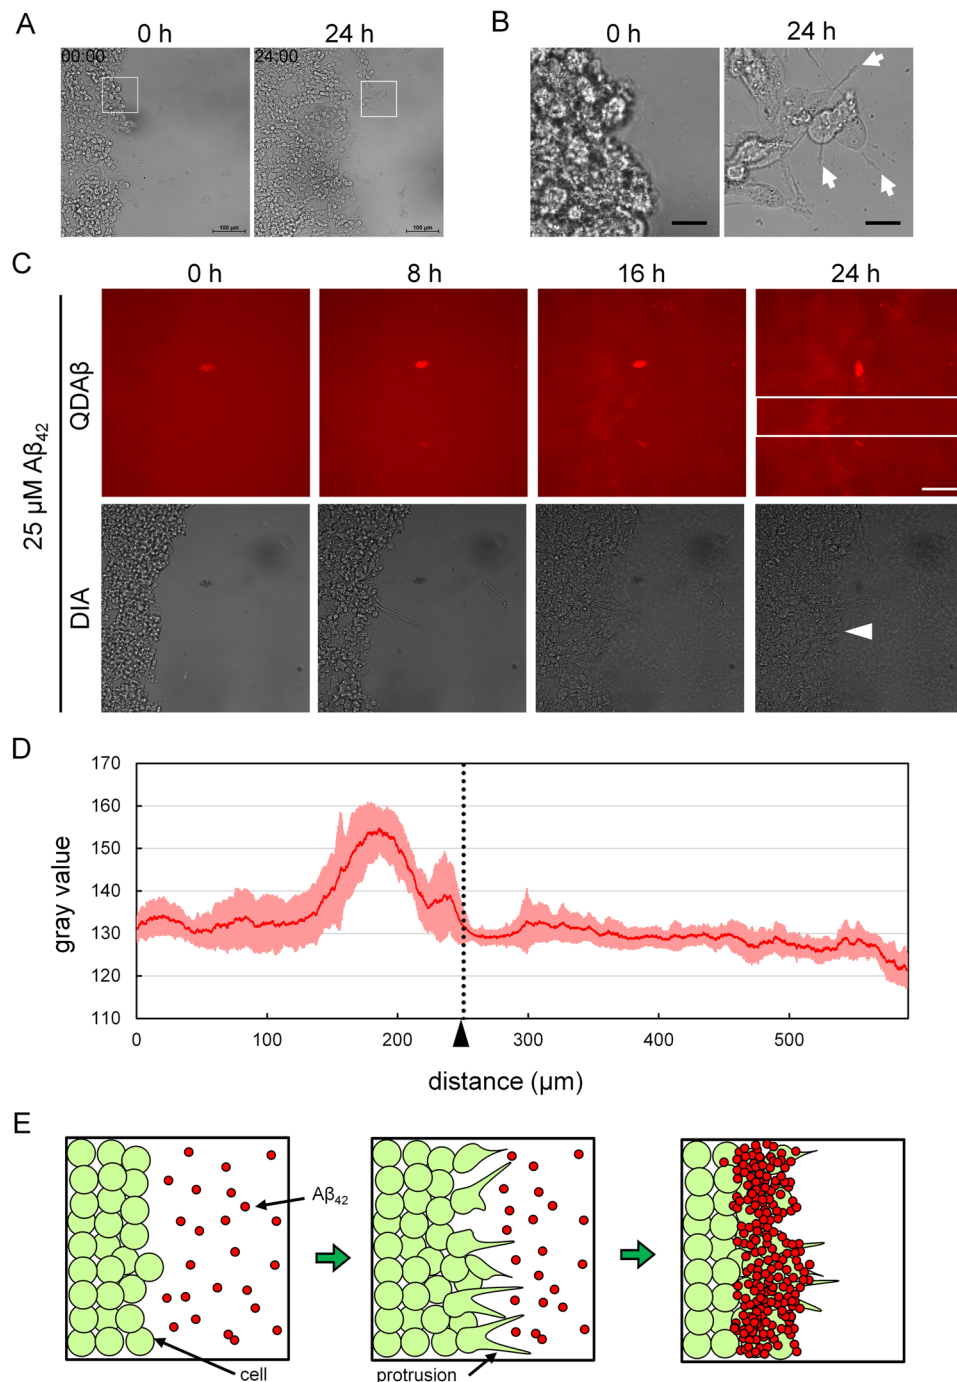 A
0 h
24 h
00:00
24:00
100 µm
100 µm
B
0 h
24 h
C
0 h
8 h
16 h
24 h
25 µM Aβ42
QDAβ
DIA
D
170
160
150
140
130
120
110
gray value
0
100
200
300
400
500
distance (µm)
E
Aβ42
cell
protrusion